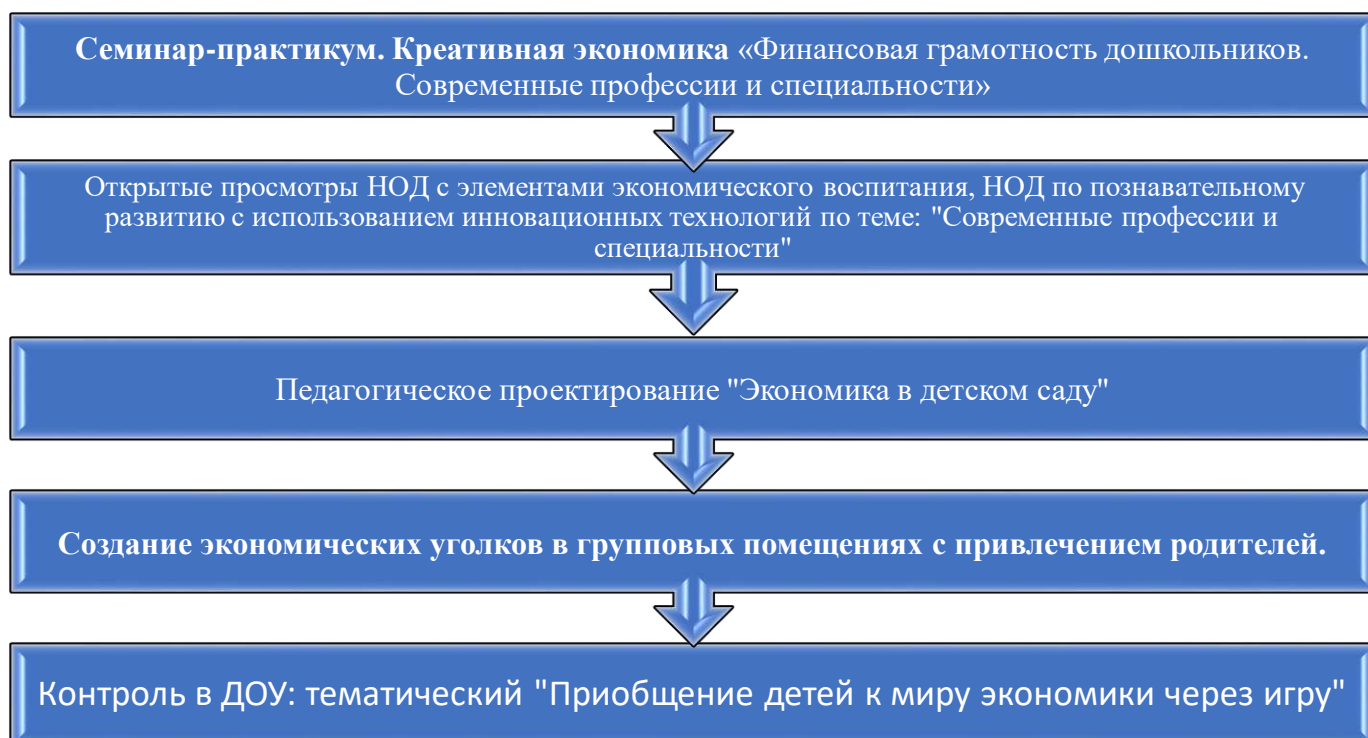 Семинар-практикум. Креативная экономика «Финансовая грамотность дошкольников.
Современные профессии и специальности»
Открытые просмотры НОД с элементами экономического воспитания, НОД по познавательному
развитию с использованием инновационных технологий по теме: "Современные профессии и
специальности"
Педагогическое проектирование "Экономика в детском саду"
Создание экономических уголков в групповых помещениях с привлечением родителей.
Контроль в ДОУ: тематический "Приобщение детей к миру экономики через игру"